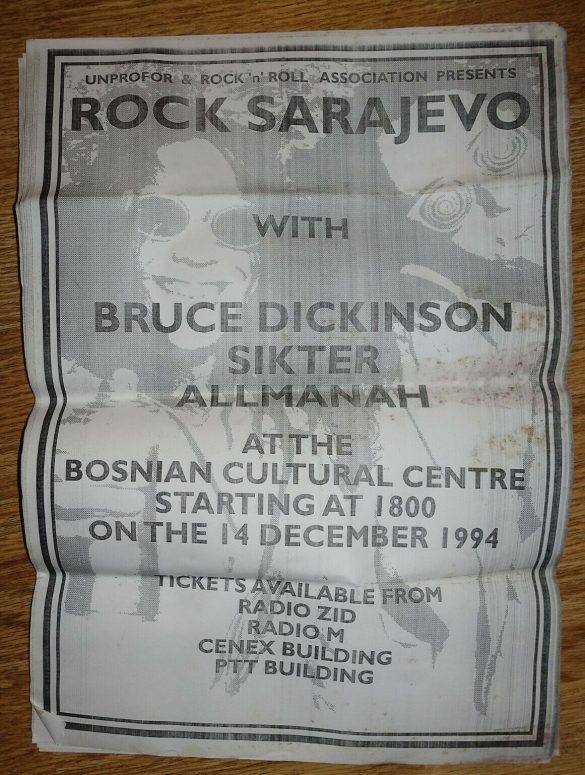 UNPROFOR & ROCK 'n' ROLL ASSOCIATION PRESENTS
ROCK SARAJEVO
WITH
BRUCE DICKINSON
SIKTER
ALLMANAH
AT THE
BOSNIAN CULTURAL CENTRE
STARTING AT 1800
ON THE 14 DECEMBER 1994
TICKETS AVAILABLE FROM
RADIO ZID
RADIO M
CENEX BUILDING
PTT BUILDING